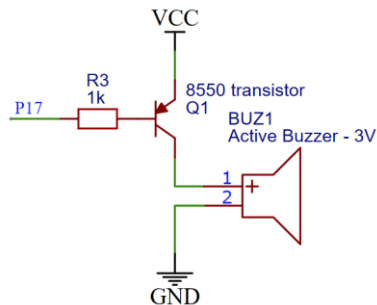 VCC
R3
1k
P17
8550 transistor
Q1
BUZ1
Active Buzzer - 3V
1
+
2
GND